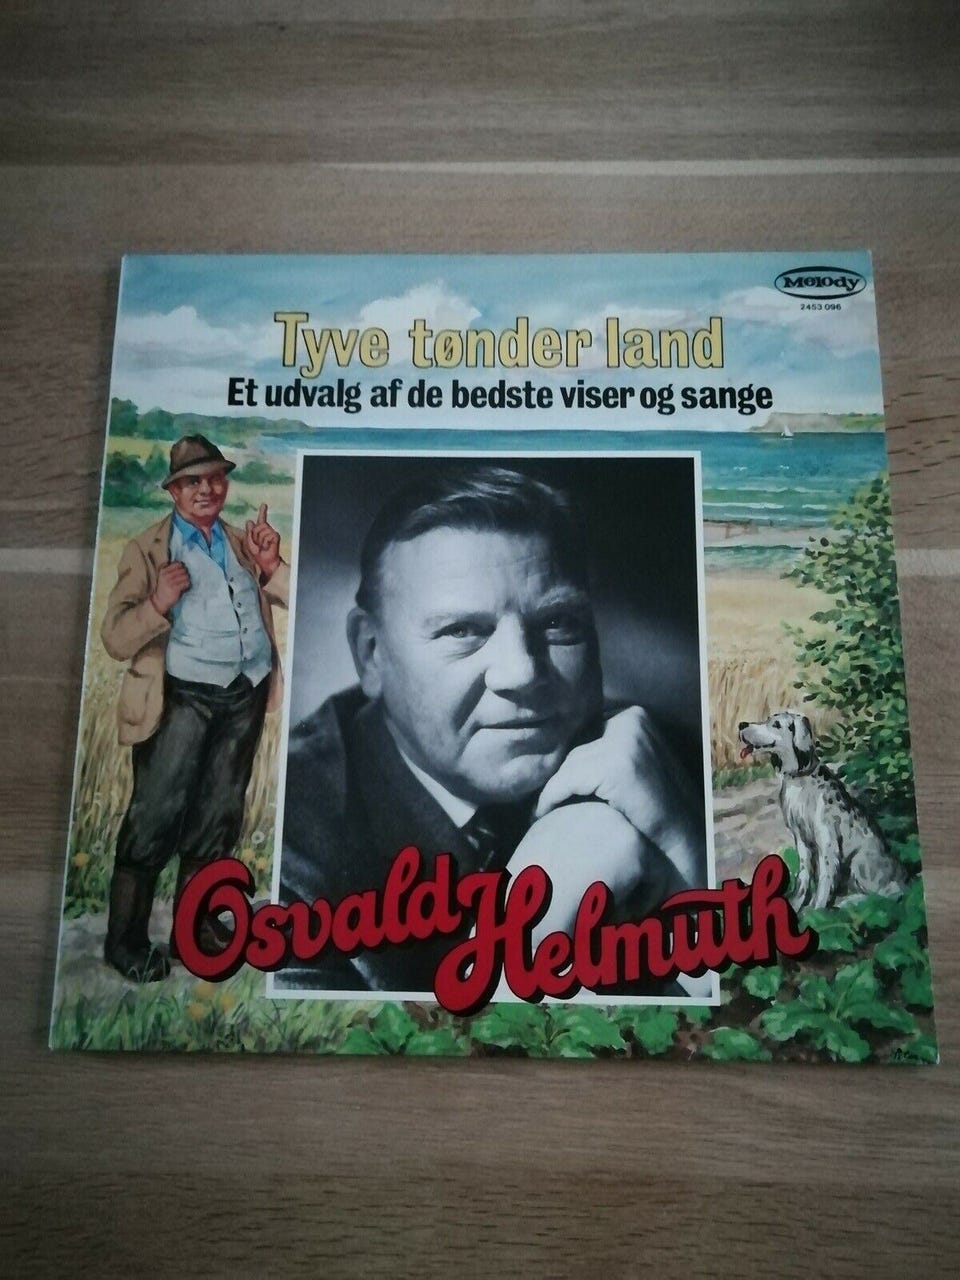 Melody
2453 096
Tyve tønder land
Et udvalg af de bedste viser og sange
Osvald Helmuth